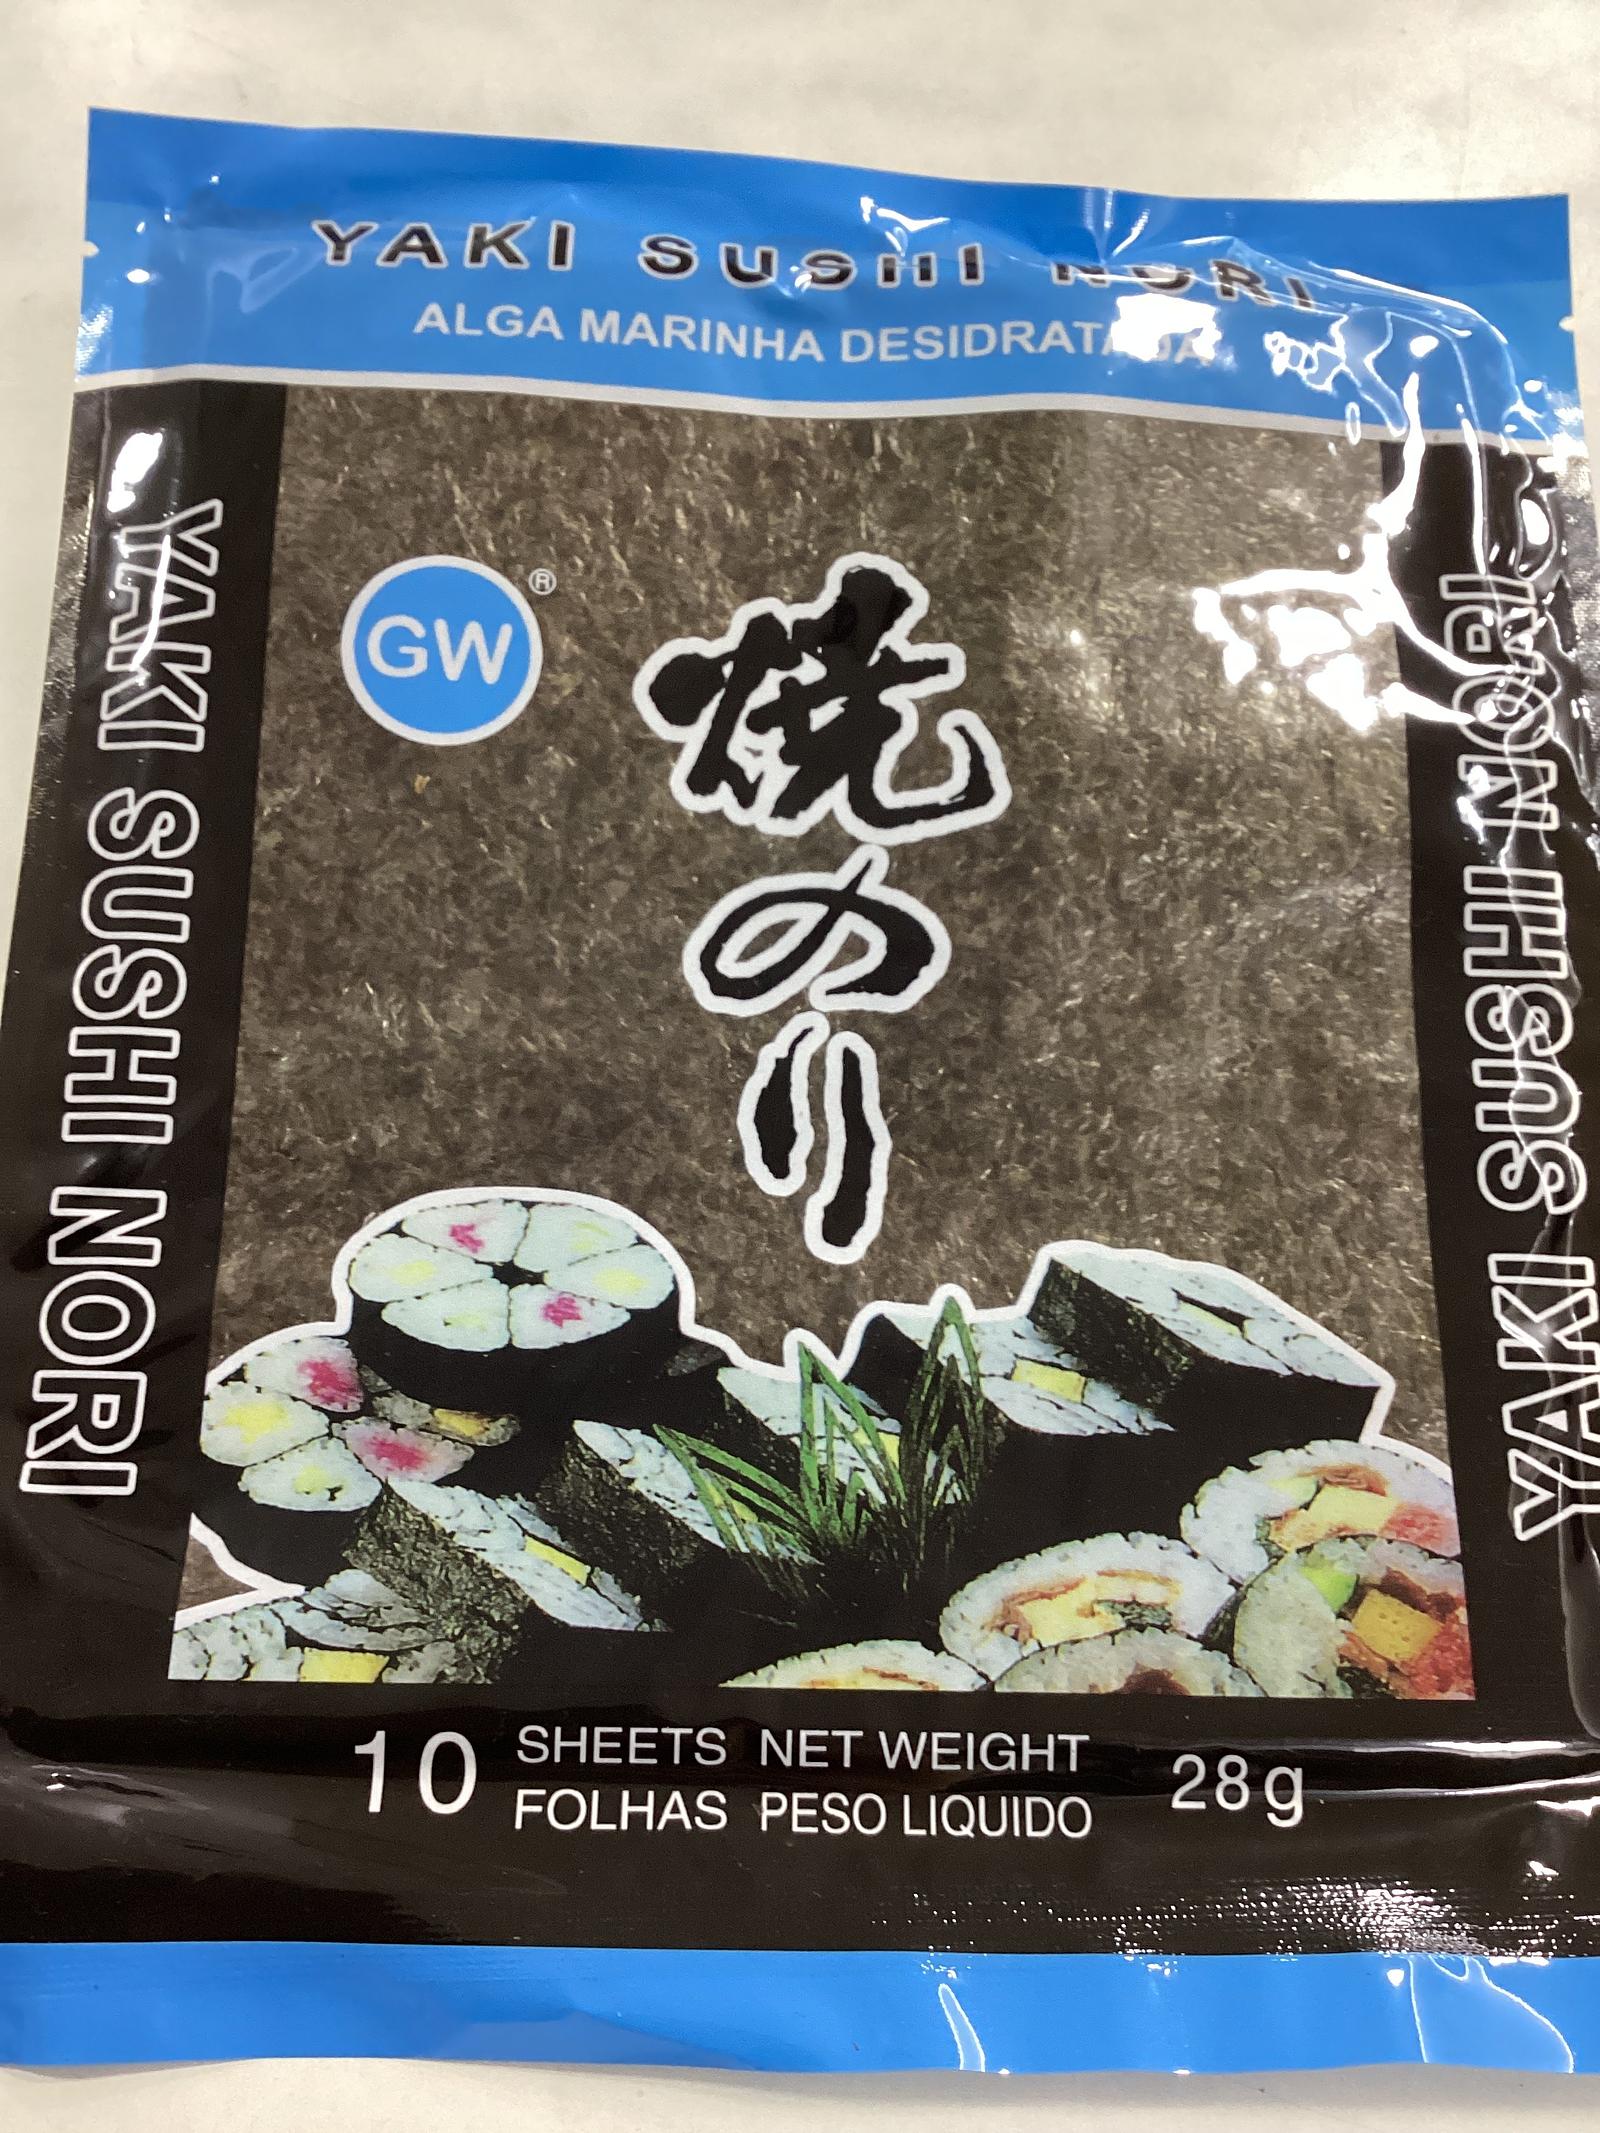 YAKI SUSHI NORI
ALGA MARINHA DESIDRATADA
GW®
焼のり
YAKI SUSHI NORI
YAKI SUSHI NORI
10 SHEETS NET WEIGHT 28g
FOLHAS PESO LIQUIDO